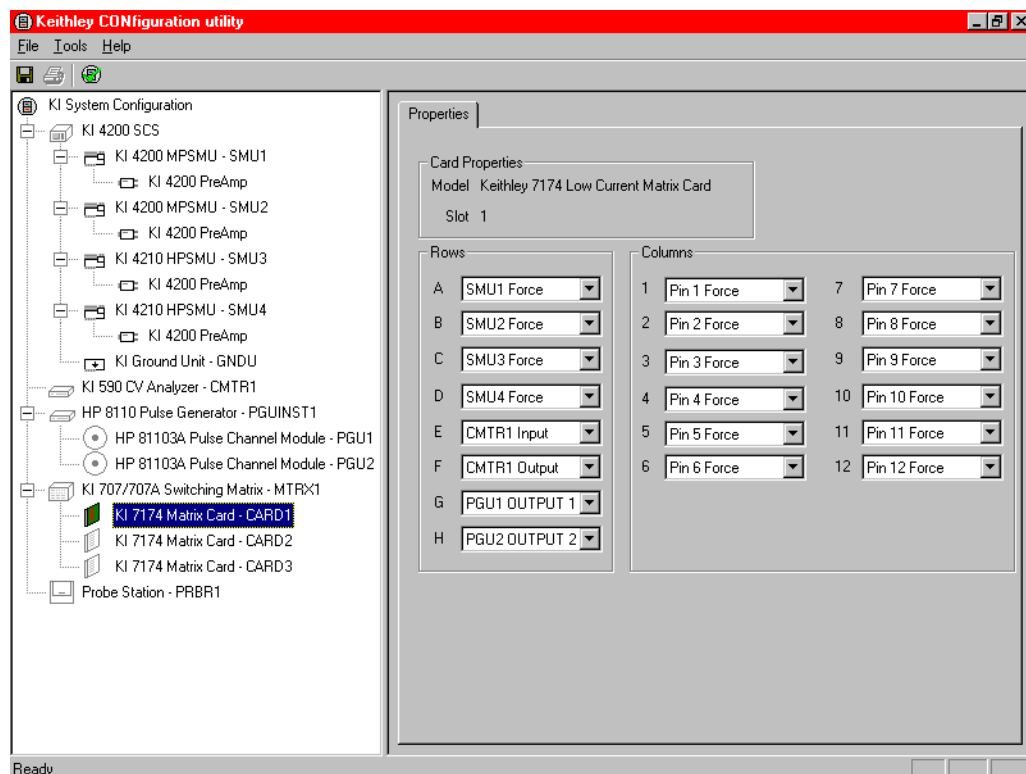 Keithley CONfiguration utility
File Tools Help
KI System Configuration
KI 4200 SCS
KI 4200 MPSMU - SMU1
KI 4200 PreAmp
KI 4200 MPSMU - SMU2
KI 4200 PreAmp
KI 4210 HPSMU - SMU3
KI 4200 PreAmp
KI 4210 HPSMU - SMU4
KI 4200 PreAmp
KI Ground Unit - GNDU
KI 590 CV Analyzer - CMTR1
HP 8110 Pulse Generator - PGUINST1
HP 81103A Pulse Channel Module - PGU1
HP 81103A Pulse Channel Module - PGU2
KI 707/707A Switching Matrix - MTRX1
KI 7174 Matrix Card - CARD1
KI 7174 Matrix Card - CARD2
KI 7174 Matrix Card - CARD3
Probe Station - PRBR1
Properties
Card Properties
Model Keithley 7174 Low Current Matrix Card
Slot 1
Rows
A SMU1 Force
B SMU2 Force
C SMU3 Force
D SMU4 Force
E CMTR1 Input
F CMTR1 Output
G PGU1 OUTPUT 1
H PGU2 OUTPUT 2
Columns
1 Pin 1 Force
2 Pin 2 Force
3 Pin 3 Force
4 Pin 4 Force
5 Pin 5 Force
6 Pin 6 Force
7 Pin 7 Force
8 Pin 8 Force
9 Pin 9 Force
10 Pin 10 Force
11 Pin 11 Force
12 Pin 12 Force
Ready